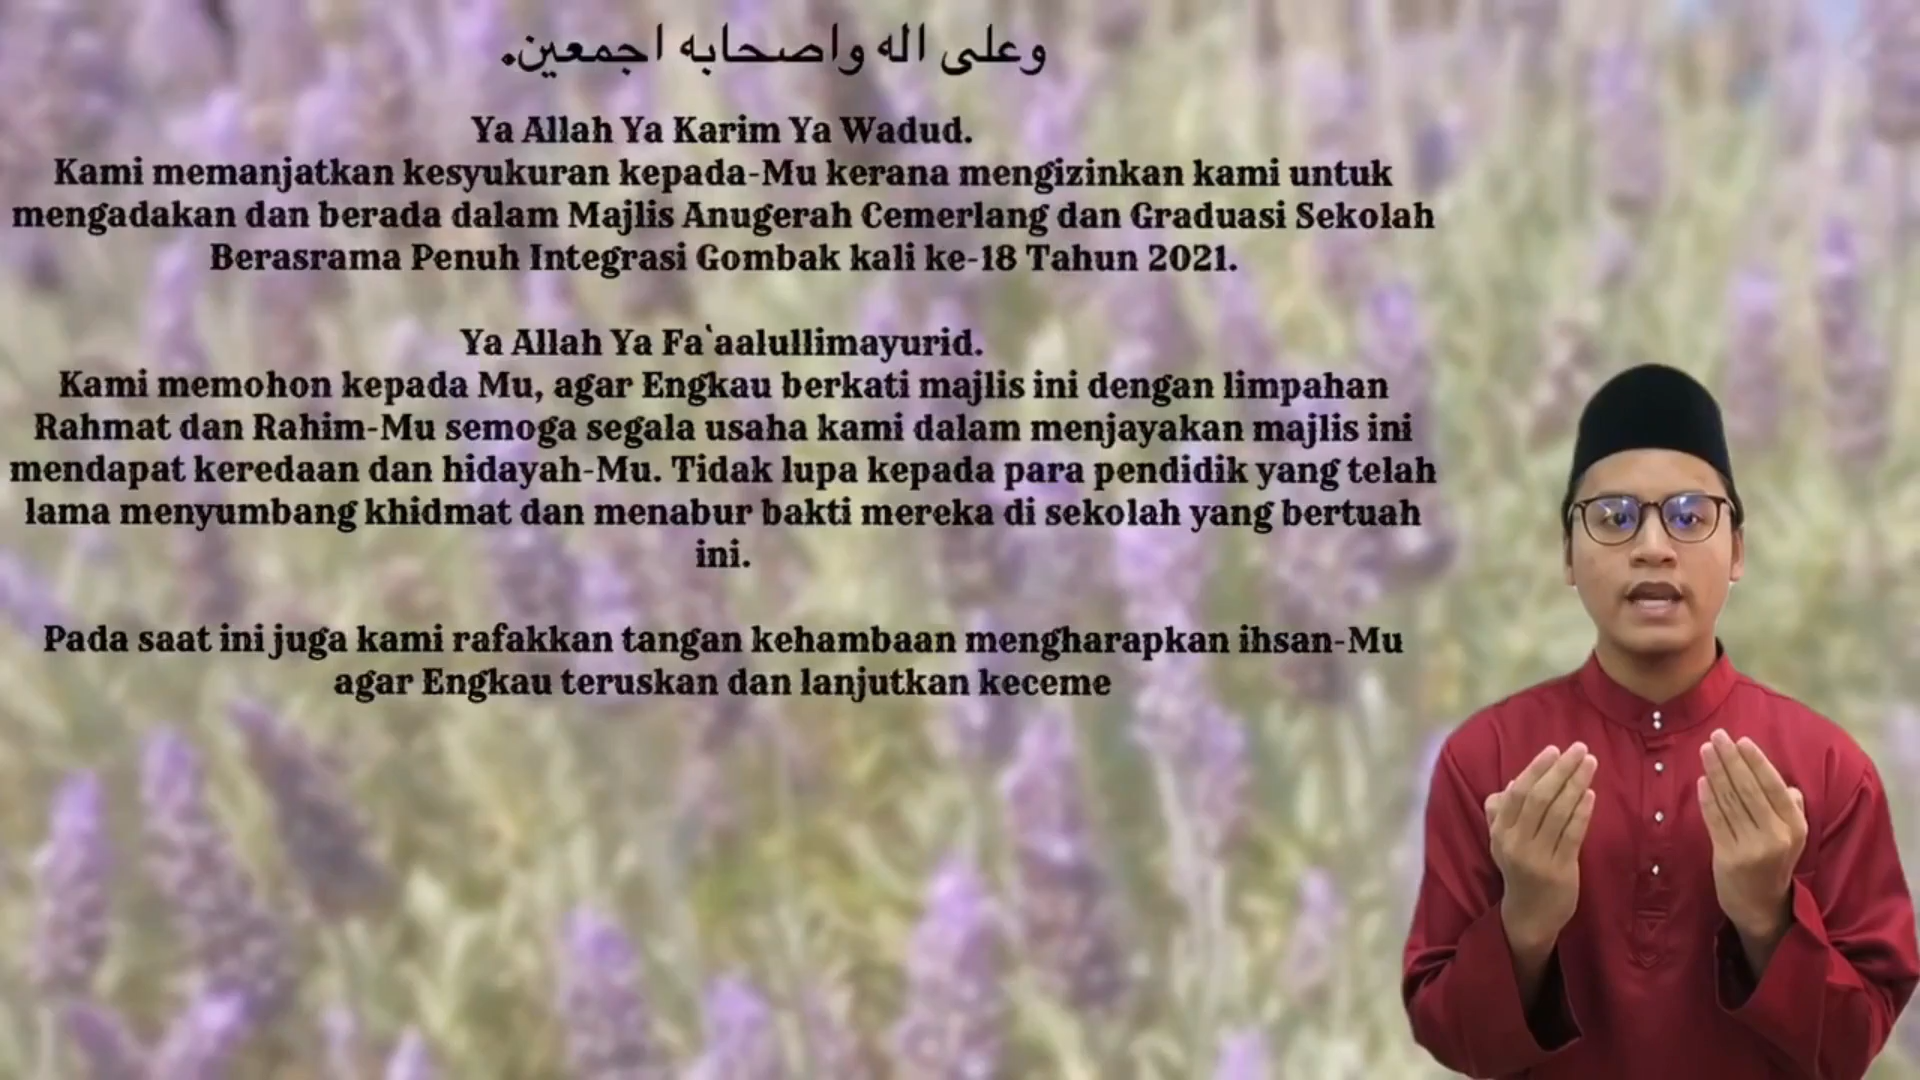 وعلى اله واصحابه اجمعين.
Ya Allah Ya Karim Ya Wadud.
Kami memanjatkan kesyukuran kepada-Mu kerana mengizinkan kami untuk
mengadakan dan berada dalam Majlis Anugerah Cemerlang dan Graduasi Sekolah
Berasrama Penuh Integrasi Gombak kali ke-18 Tahun 2021.
Ya Allah Ya Fa`aalullimayurid.
Kami memohon kepada Mu, agar Engkau berkati majlis ini dengan limpahan
Rahmat dan Rahim-Mu semoga segala usaha kami dalam menjayakan majlis ini
mendapat keredaan dan hidayah-Mu. Tidak lupa kepada para pendidik yang telah
lama menyumbang khidmat dan menabur bakti mereka di sekolah yang bertuah
ini.
Pada saat ini juga kami rafakkan tangan kehambaan mengharapkan ihsan-Mu
agar Engkau teruskan dan lanjutkan keceme